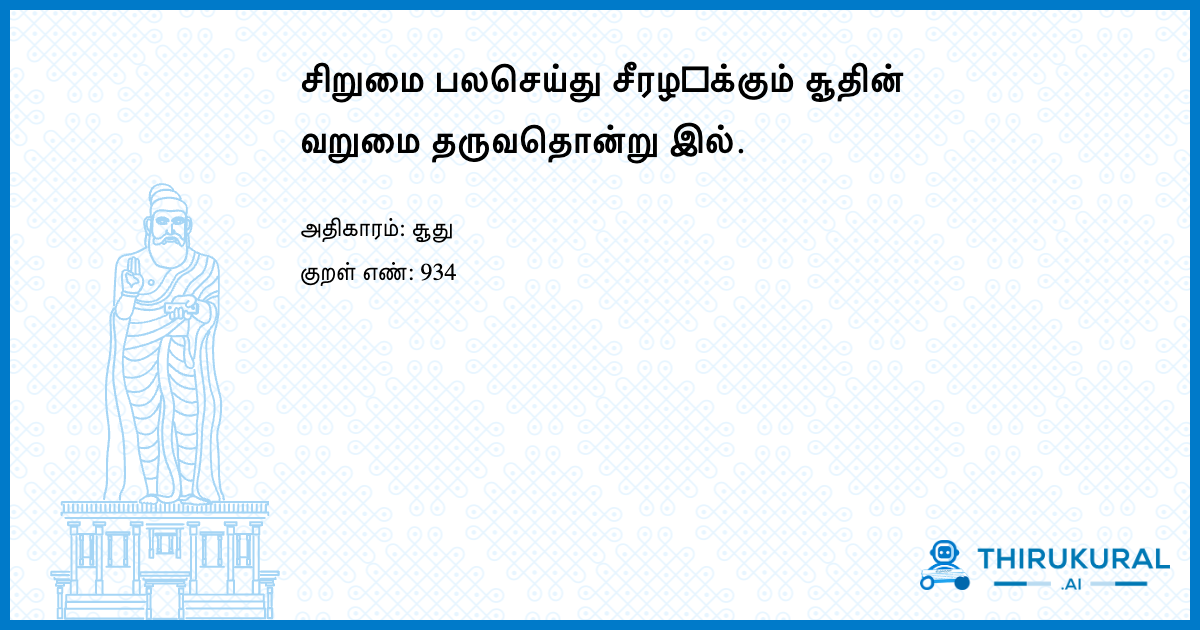 சிறுமை பலசெய்து சீரழ□க்கும் சூதின்
வறுமை தருவதொன்று இல்.
அதிகாரம்: சூது
குறள் எண்: 934
THIRUKURAL
.AI